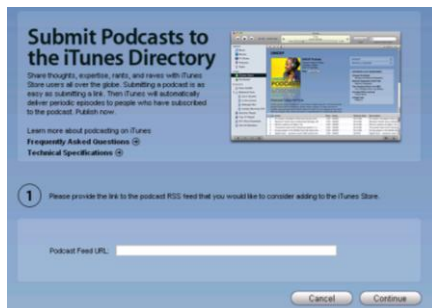 Submit Podcasts to
the iTunes Directory
Share thoughts, expertise, rants, and raves with iTunes
Store users all over the globe. Submitting a podcast is as
easy as submitting a link. Then iTunes will automatically
deliver periodic episodes to people who have subscribed
to the podcast. Publish now.
Learn more about podcasting on iTunes
Frequently Asked Questions
Technical Specifications
1 Please provide the link to the podcast RSS feed that you would like to consider adding to the iTunes Store.
Podcast Feed URL:
Cancel Continue